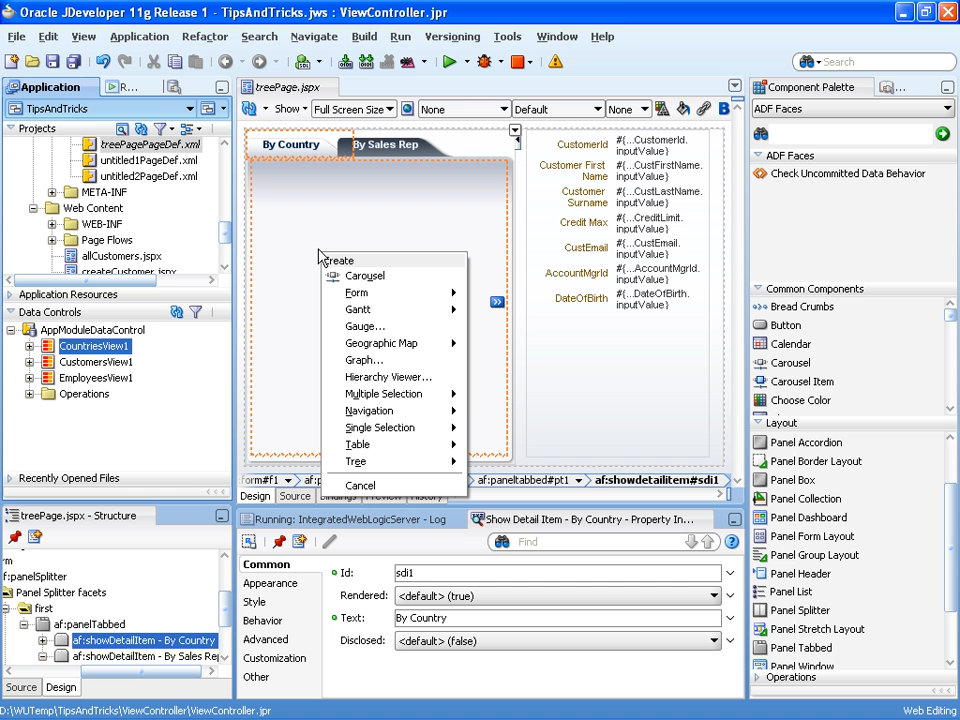 Oracle JDeveloper 11g Release 1 - TipsAndTricks.jws : ViewController.jpr
File Edit View Application Refactor Search Navigate Build Run Versioning Tools Window Help
Search
Application
R...
TipsAndTricks
Projects
treePagePageDef.xml
untitled1PageDef.xml
untitled2PageDef.xml
META-INF
Web Content
WEB-INF
Page Flows
allCustomers.jspx
createCustomer.jspx
Application Resources
Data Controls
AppModuleDataControl
CountriesView1
CustomersView1
EmployeesView1
Operations
Recently Opened Files
treePage.jspx
Show Full Screen Size None Default None
By Country
By Sales Rep
CustomerId #{...CustomerId.
inputValue}
Customer First
Name
#{...CustFirstName.
inputValue}
Customer
Surname
#{...CustLastName.
inputValue}
Credit Max #{...CreditLimit.
inputValue}
CustEmail #{...CustEmail.
inputValue}
AccountMgrId #{...AccountMgrId.
inputValue}
DateOfBirth #{...DateOfBirth.
inputValue}
Create
Carousel
Form
Gantt
Gauge...
Geographic Map
Graph...
Hierarchy Viewer...
Multiple Selection
Navigation
Single Selection
Table
Tree
Cancel
form#f1 af:p af:paneltabbed#pt1 af:showdetailitem#sdi1
Design Source Bindings Preview History
Component Palette
ADF Faces
ADF Faces
Check Uncommitted Data Behavior
Common Components
Bread Crumbs
Button
Calendar
Carousel
Carousel Item
Choose Color
Layout
Panel Accordion
Panel Border Layout
Panel Box
Panel Collection
Panel Dashboard
Panel Form Layout
Panel Group Layout
Panel Header
Panel List
Panel Splitter
Panel Stretch Layout
Panel Tabbed
Panel Window
Operations
treePage.jspx - Structure
rm
f:panelSplitter
Panel Splitter facets
first
af:panelTabbed
af:showDetailItem - By Country
af:showDetailItem - By Sales Rep
Source Design
Running: IntegratedWebLogicServer - Log
Show Detail Item - By Country - Property In...
Find
Common
Appearance
Style
Behavior
Advanced
Customization
Other
Id: sdi1
Rendered: <default> (true)
Text: By Country
Disclosed: <default> (false)
D:\WUTemp\TipsAndTricks\ViewController\ViewController.jpr
Web Editing